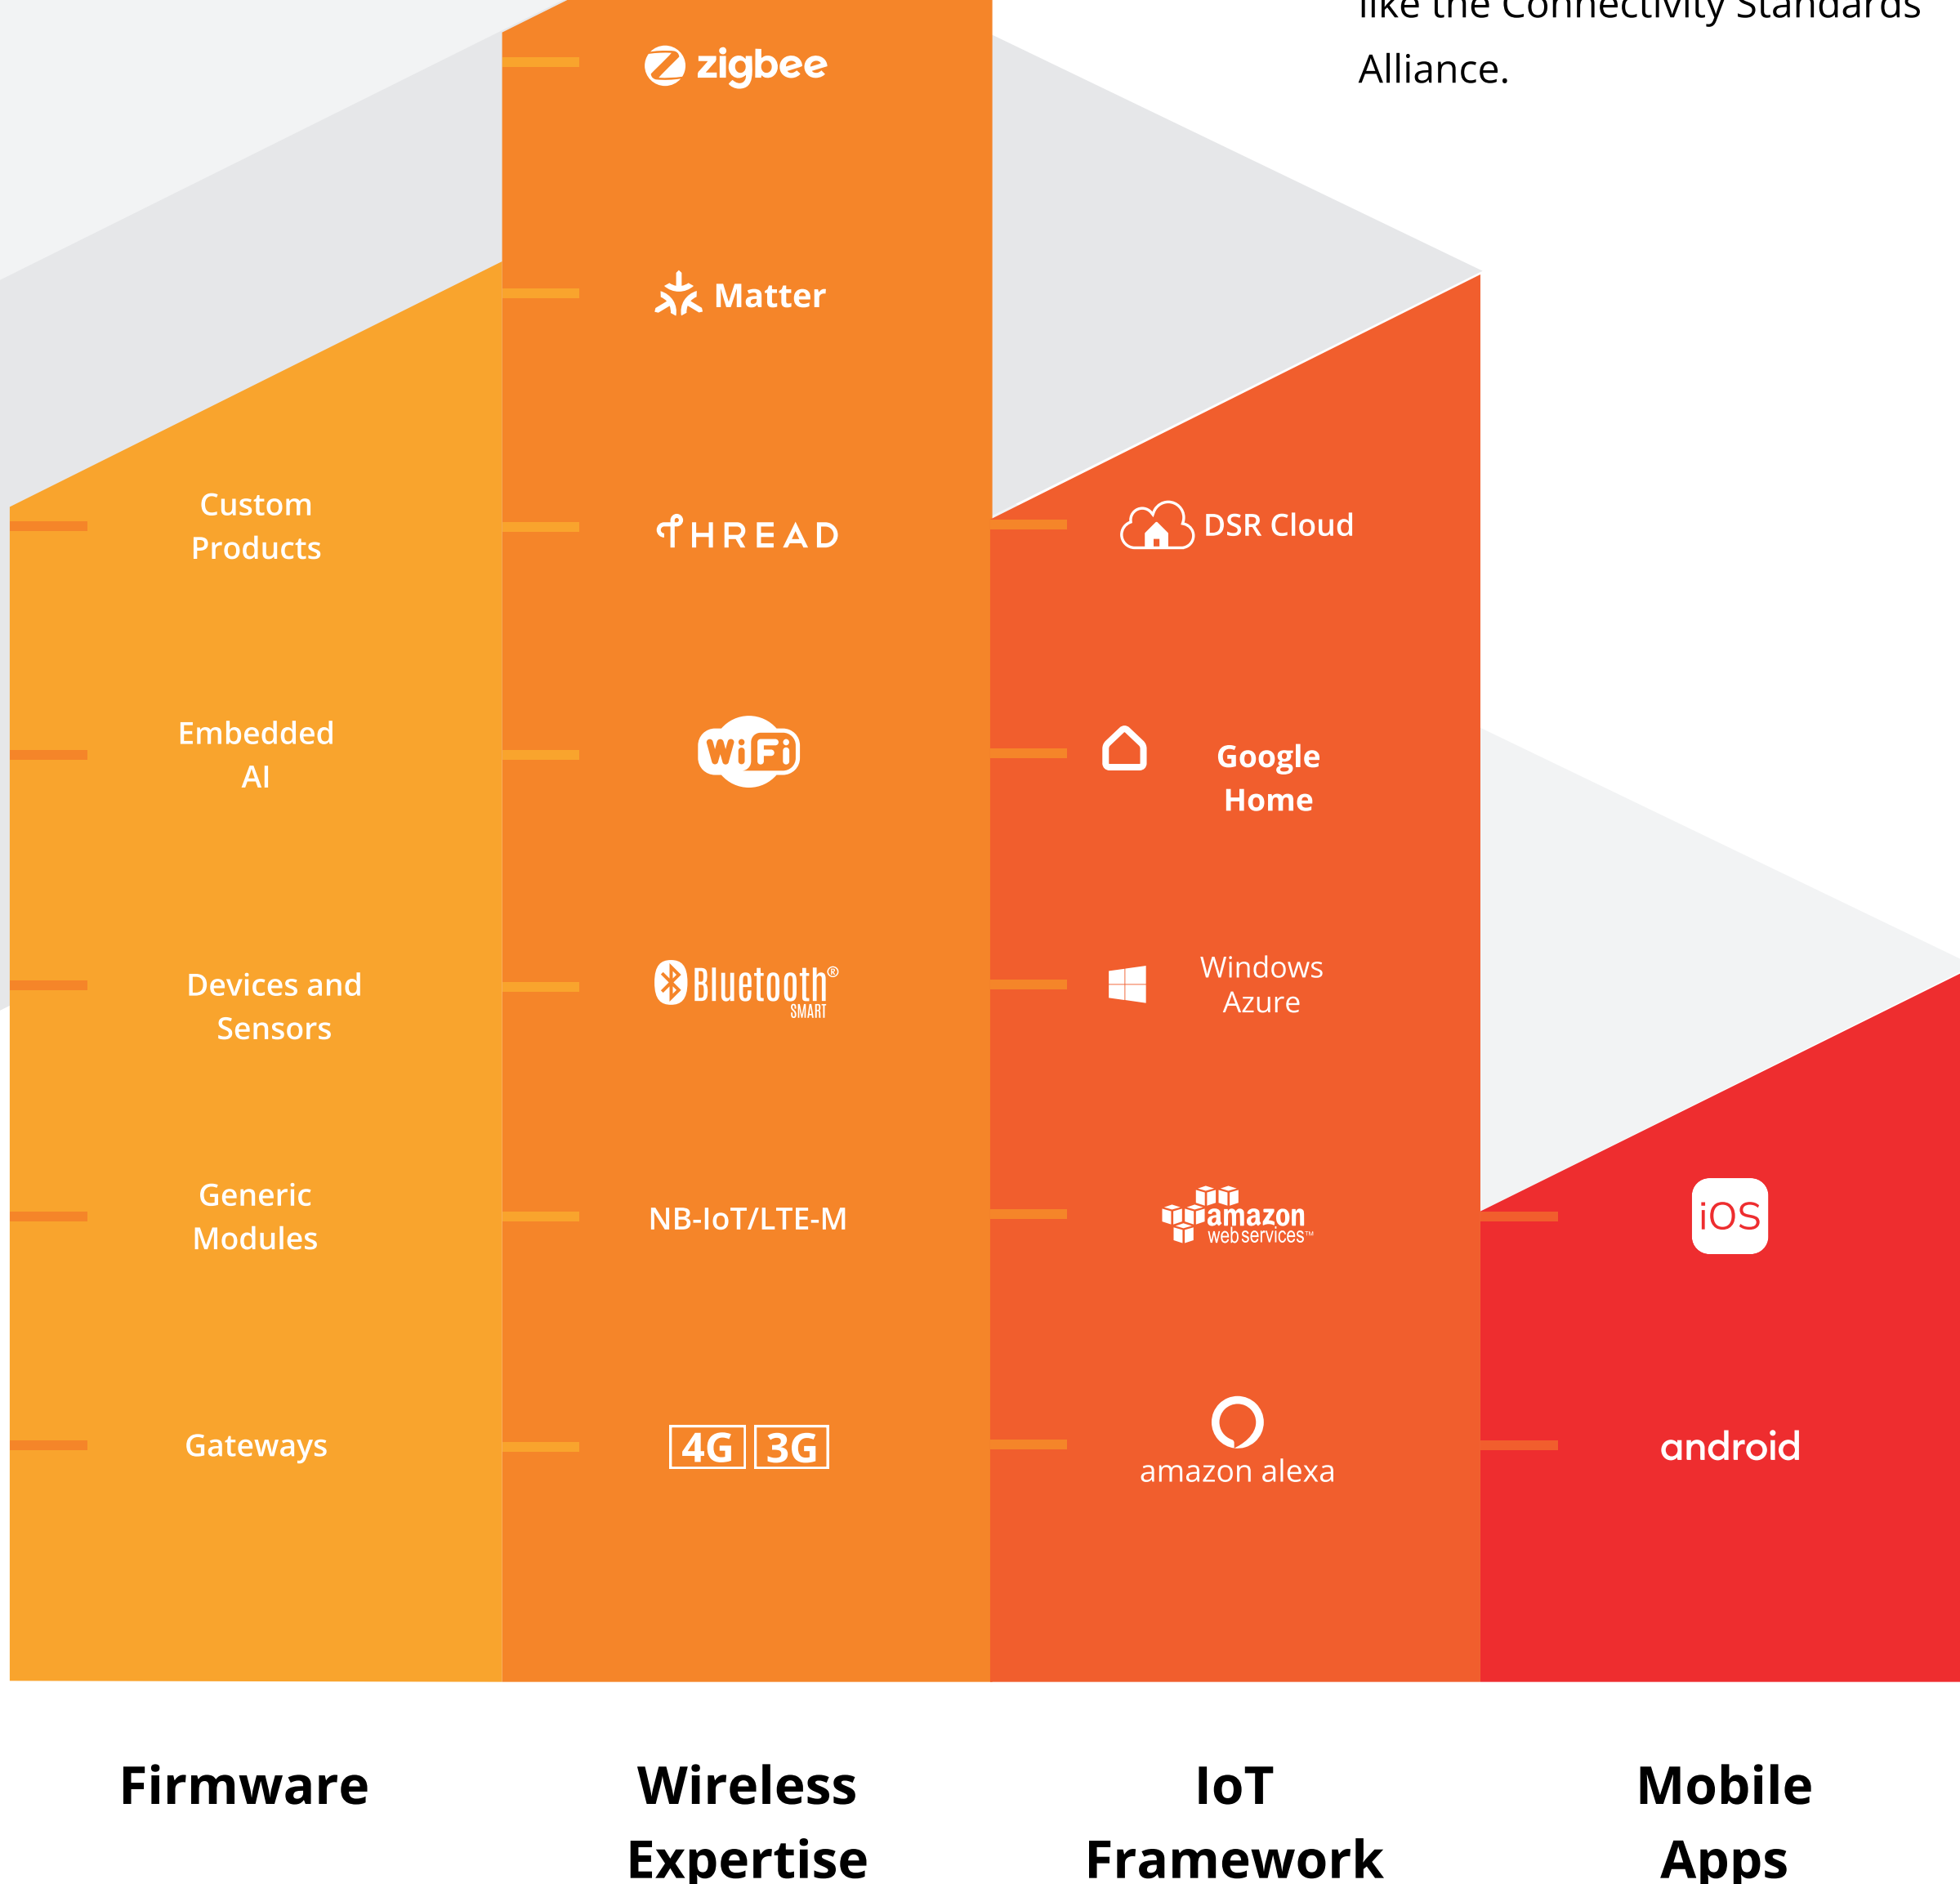 like the Connectivity Standards
Alliance.
zigbee
Matter
THREAD
Custom
Products
DSR Cloud
Embedded
AI
WiFi
Google
Home
Devices and
Sensors
Bluetooth®
SMART
Windows
Azure
Generic
Modules
NB-IoT/LTE-M
amazon
web services™
iOS
Gateways
4G 3G
amazon alexa
android
Firmware
Wireless
Expertise
IoT
Framework
Mobile
Apps